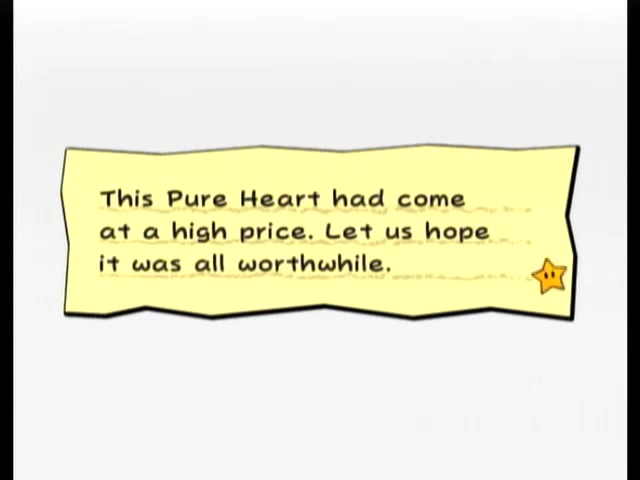 This Pure Heart had come
at a high price. Let us hope
it was all worthwhile.